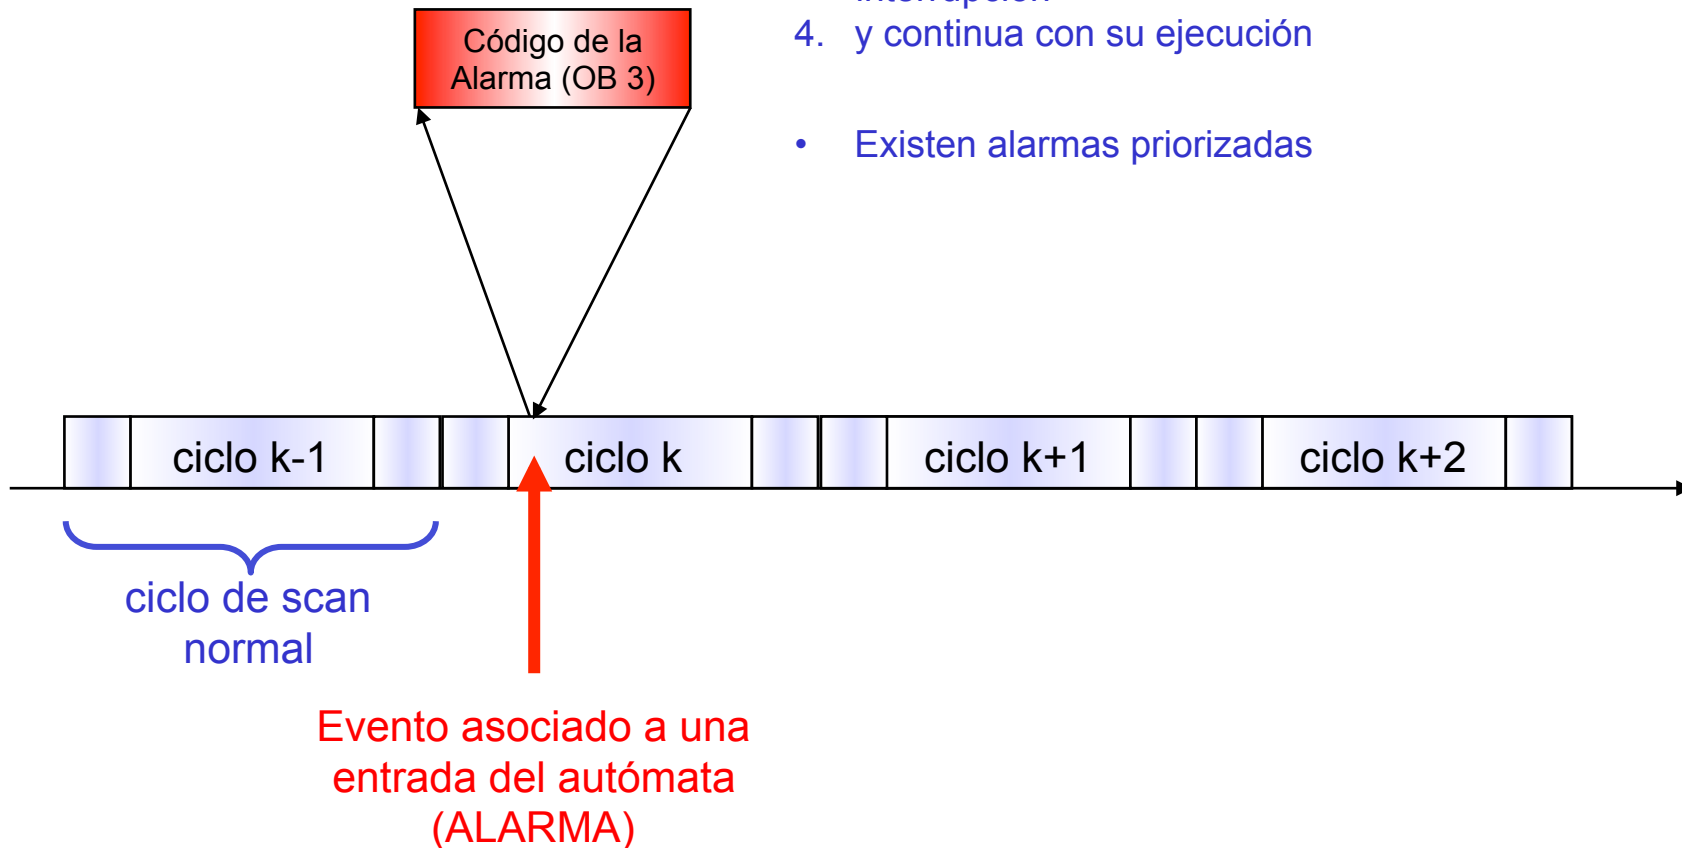 interrupción
4. y continua con su ejecución
• Existen alarmas priorizadas
Código de la
Alarma (OB 3)
ciclo k-1
ciclo k
ciclo k+1
ciclo k+2
ciclo de scan
normal
Evento asociado a una
entrada del autómata
(ALARMA)